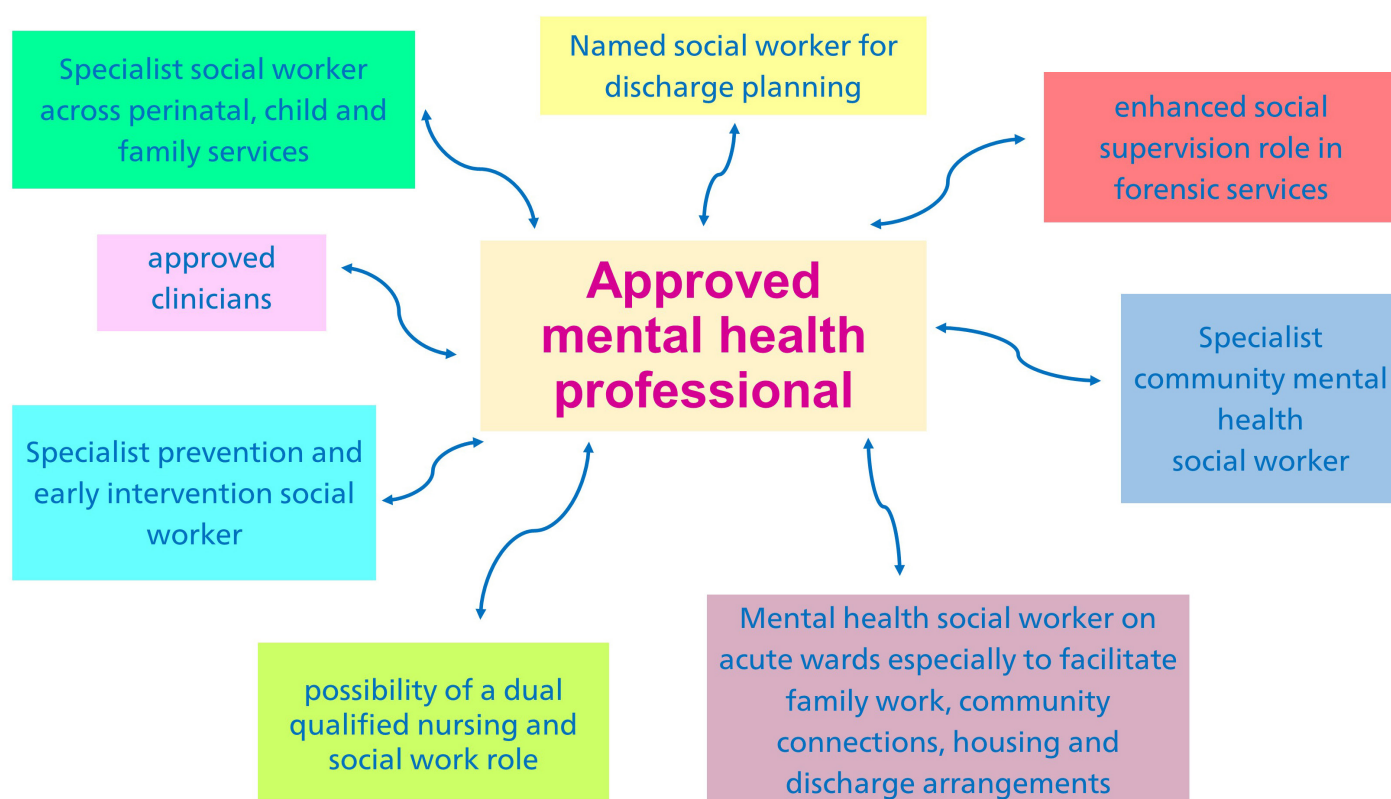 Specialist social worker
across perinatal, child and
family services
Named social worker for
discharge planning
enhanced social
supervision role in
forensic services
approved
clinicians
Approved
mental health
professional
Specialist
community mental
health
social worker
Specialist prevention and
early intervention social
worker
possibility of a dual
qualified nursing and
social work role
Mental health social worker on
acute wards especially to facilitate
family work, community
connections, housing and
discharge arrangements